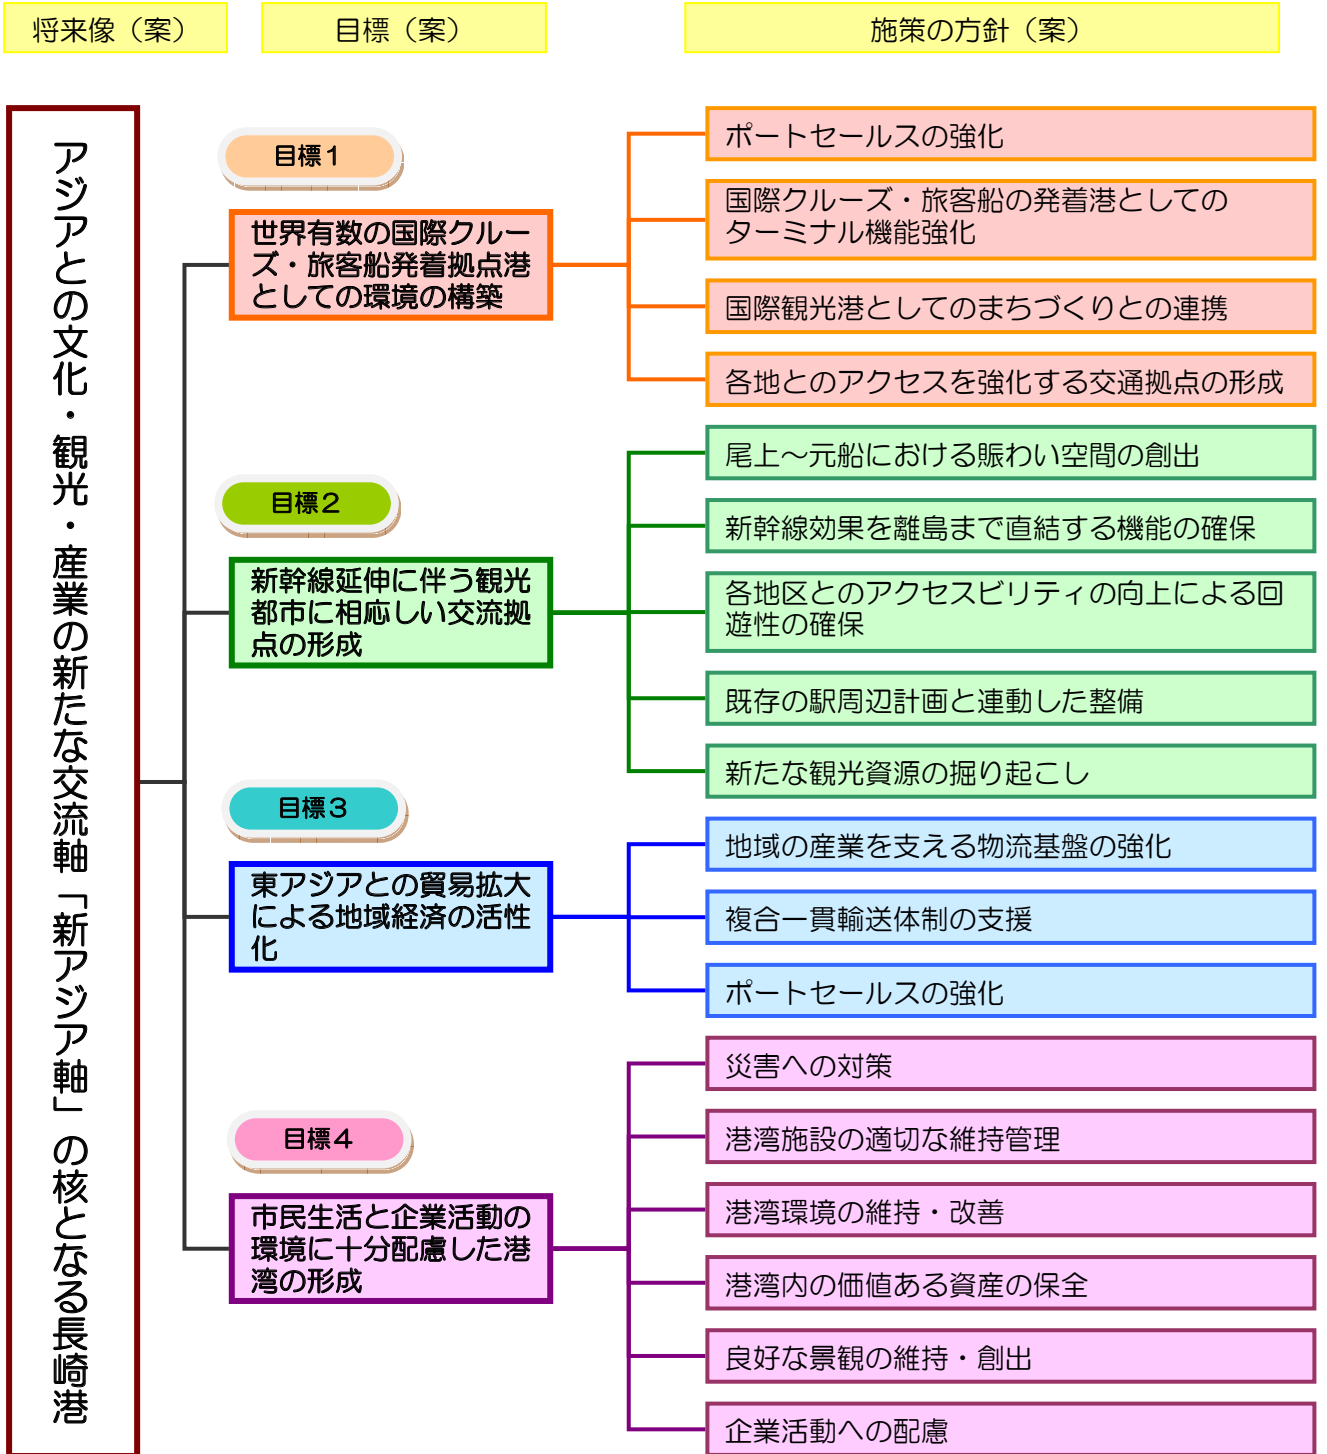 将来像（案）
目標（案）
施策の方針（案）
アジアとの文化・観光・産業の新たな交流軸「新アジア軸」の核となる長崎港
目標１
世界有数の国際クルー
ズ・旅客船発着拠点港
としての環境の構築
ポートセールスの強化
国際クルーズ・旅客船の発着港としての
ターミナル機能強化
国際観光港としてのまちづくりとの連携
各地とのアクセスを強化する交通拠点の形成
目標２
新幹線延伸に伴う観光
都市に相応しい交流拠
点の形成
尾上～元船における賑わい空間の創出
新幹線効果を離島まで直結する機能の確保
各地区とのアクセスビリティの向上による回
遊性の確保
既存の駅周辺計画と連動した整備
新たな観光資源の掘り起こし
目標３
東アジアとの貿易拡大
による地域経済の活性
化
地域の産業を支える物流基盤の強化
複合一貫輸送体制の支援
ポートセールスの強化
目標４
市民生活と企業活動の
環境に十分配慮した港
湾の形成
災害への対策
港湾施設の適切な維持管理
港湾環境の維持・改善
港湾内の価値ある資産の保全
良好な景観の維持・創出
企業活動への配慮